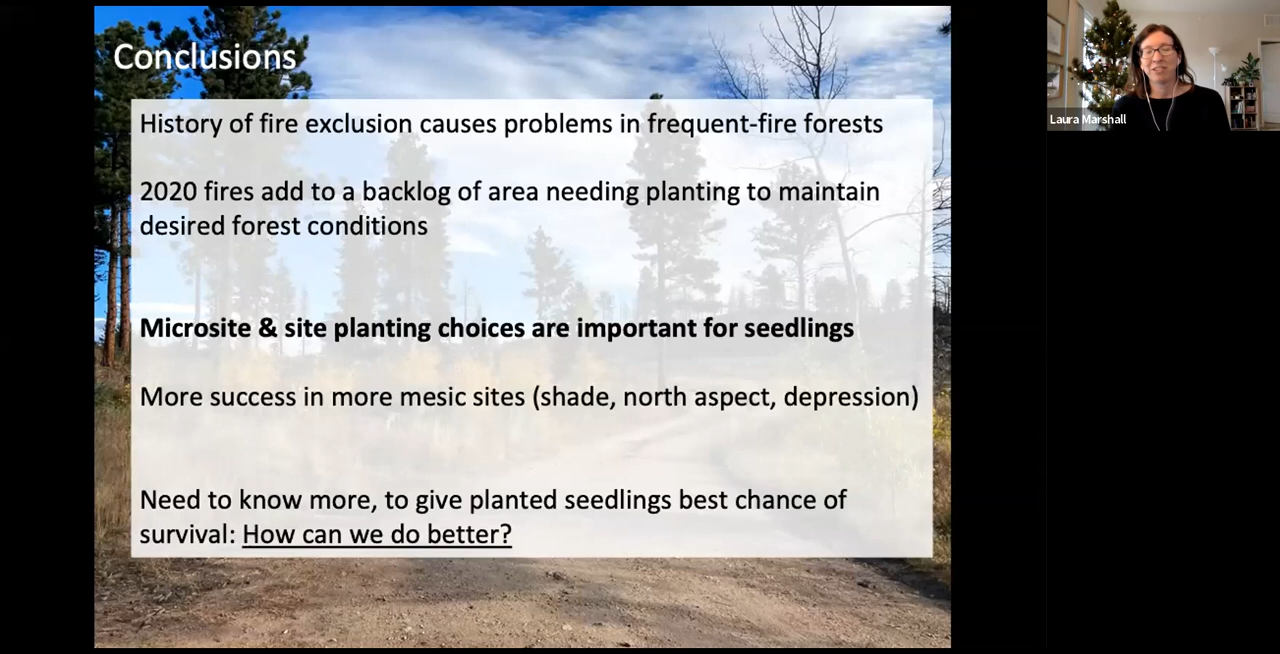 Conclusions
History of fire exclusion causes problems in frequent-fire forests
2020 fires add to a backlog of area needing planting to maintain
desired forest conditions
Microsite & site planting choices are important for seedlings
More success in more mesic sites (shade, north aspect, depression)
Need to know more, to give planted seedlings best chance of
survival: How can we do better?
Laura Marshall